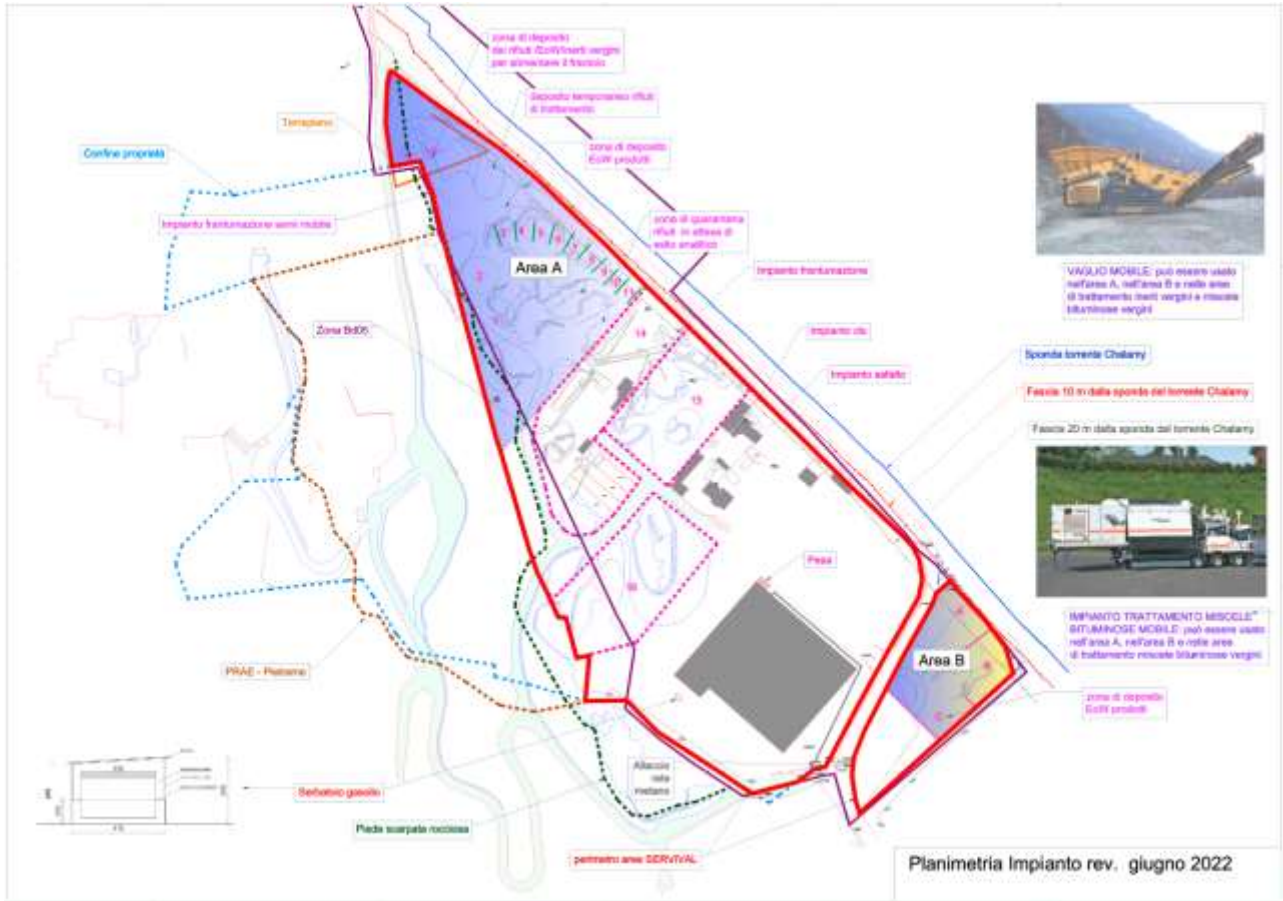 zona di deposito
dei rifiuti /EoW/inerti vergini
per alimentare il frantoio
deposito temporaneo rifiuti
di trattamento
zona di deposito
EoW prodotti
Terrapieno
Confine proprietà
Impianto frantumazione semi mobile
zona di quarantena
rifiuti in attesa di
esito analitico
Area A
Impianto frantumazione
Zona Bd05
Impianto cls
Impianto asfalto
VAGLIO MOBILE: può essere usato
nell'area A, nell'area B e nelle aree
di trattamento inerti vergini e miscele
bituminose vergini
Sponda torrente Chalamy
Fascia 10 m dalla sponda del torrente Chalamy
Fascia 20 m dalla sponda del torrente Chalamy
14
13
Pesa
IMPIANTO TRATTAMENTO MISCELE
BITUMINOSE MOBILE: può essere usato
nell'area A, nell'area B e nelle aree
di trattamento miscele bituminose vergini
Area B
PRAE - Pietrame
zona di deposito
EoW prodotti
Allaccio
rete
metano
Serbatoio gasolio
Piede scarpata rocciosa
perimetro aree SERVIVAL
Planimetria Impianto rev. giugno 2022